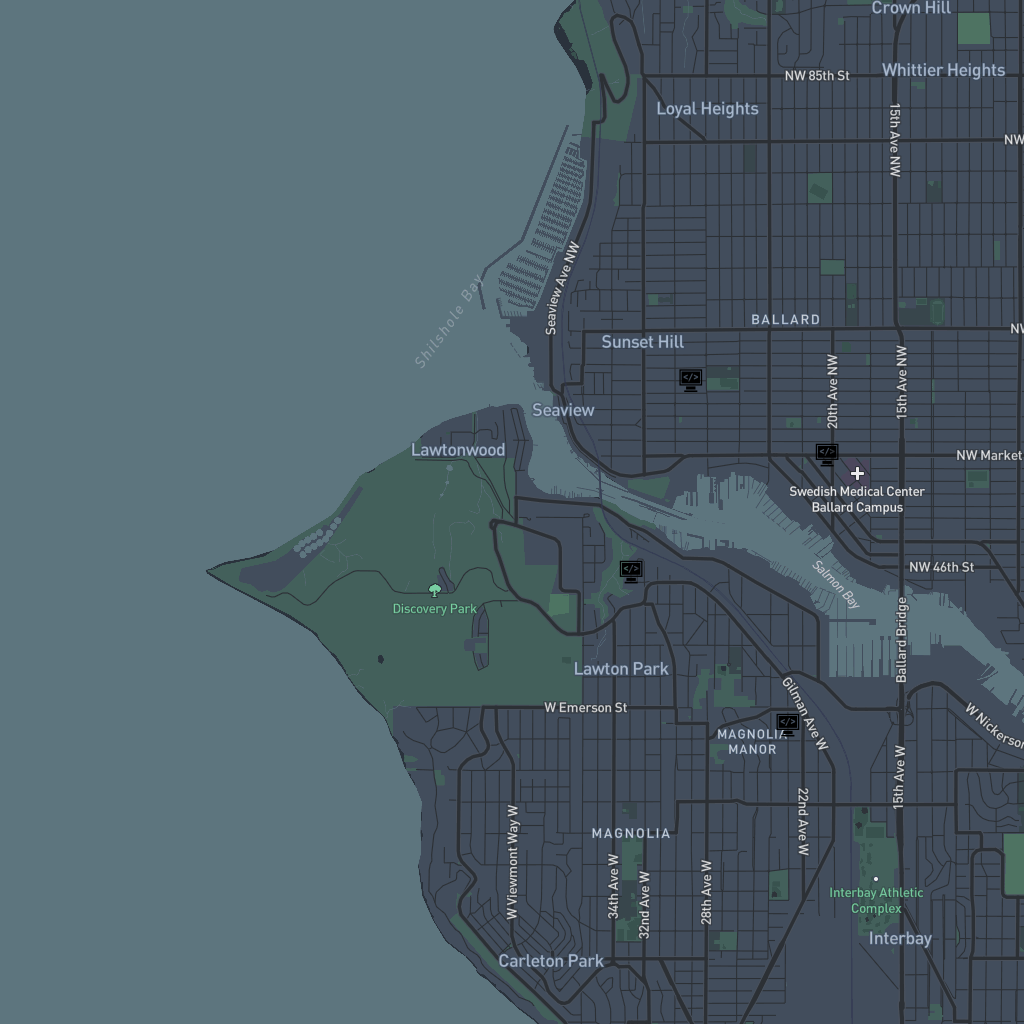 Crown Hill
NW 85th St
Whittier Heights
Loyal Heights
15th Ave NW
NW
Seaview Ave NW
Shilshole Bay
BALLARD
NW
Sunset Hill
20th Ave NW
15th Ave NW
Seaview
Lawtonwood
NW Market
</>
</>
Swedish Medical Center
Ballard Campus
NW 46th St
</>
Salmon Bay
Discovery Park
Ballard Bridge
Lawton Park
W Emerson St
Gilman Ave W
W Nickerson
</>
MAGNOLIA
MANOR
15th Ave W
22nd Ave W
W Viewmont Way W
MAGNOLIA
34th Ave W
32nd Ave W
28th Ave W
Interbay Athletic
Complex
Interbay
Carleton Park